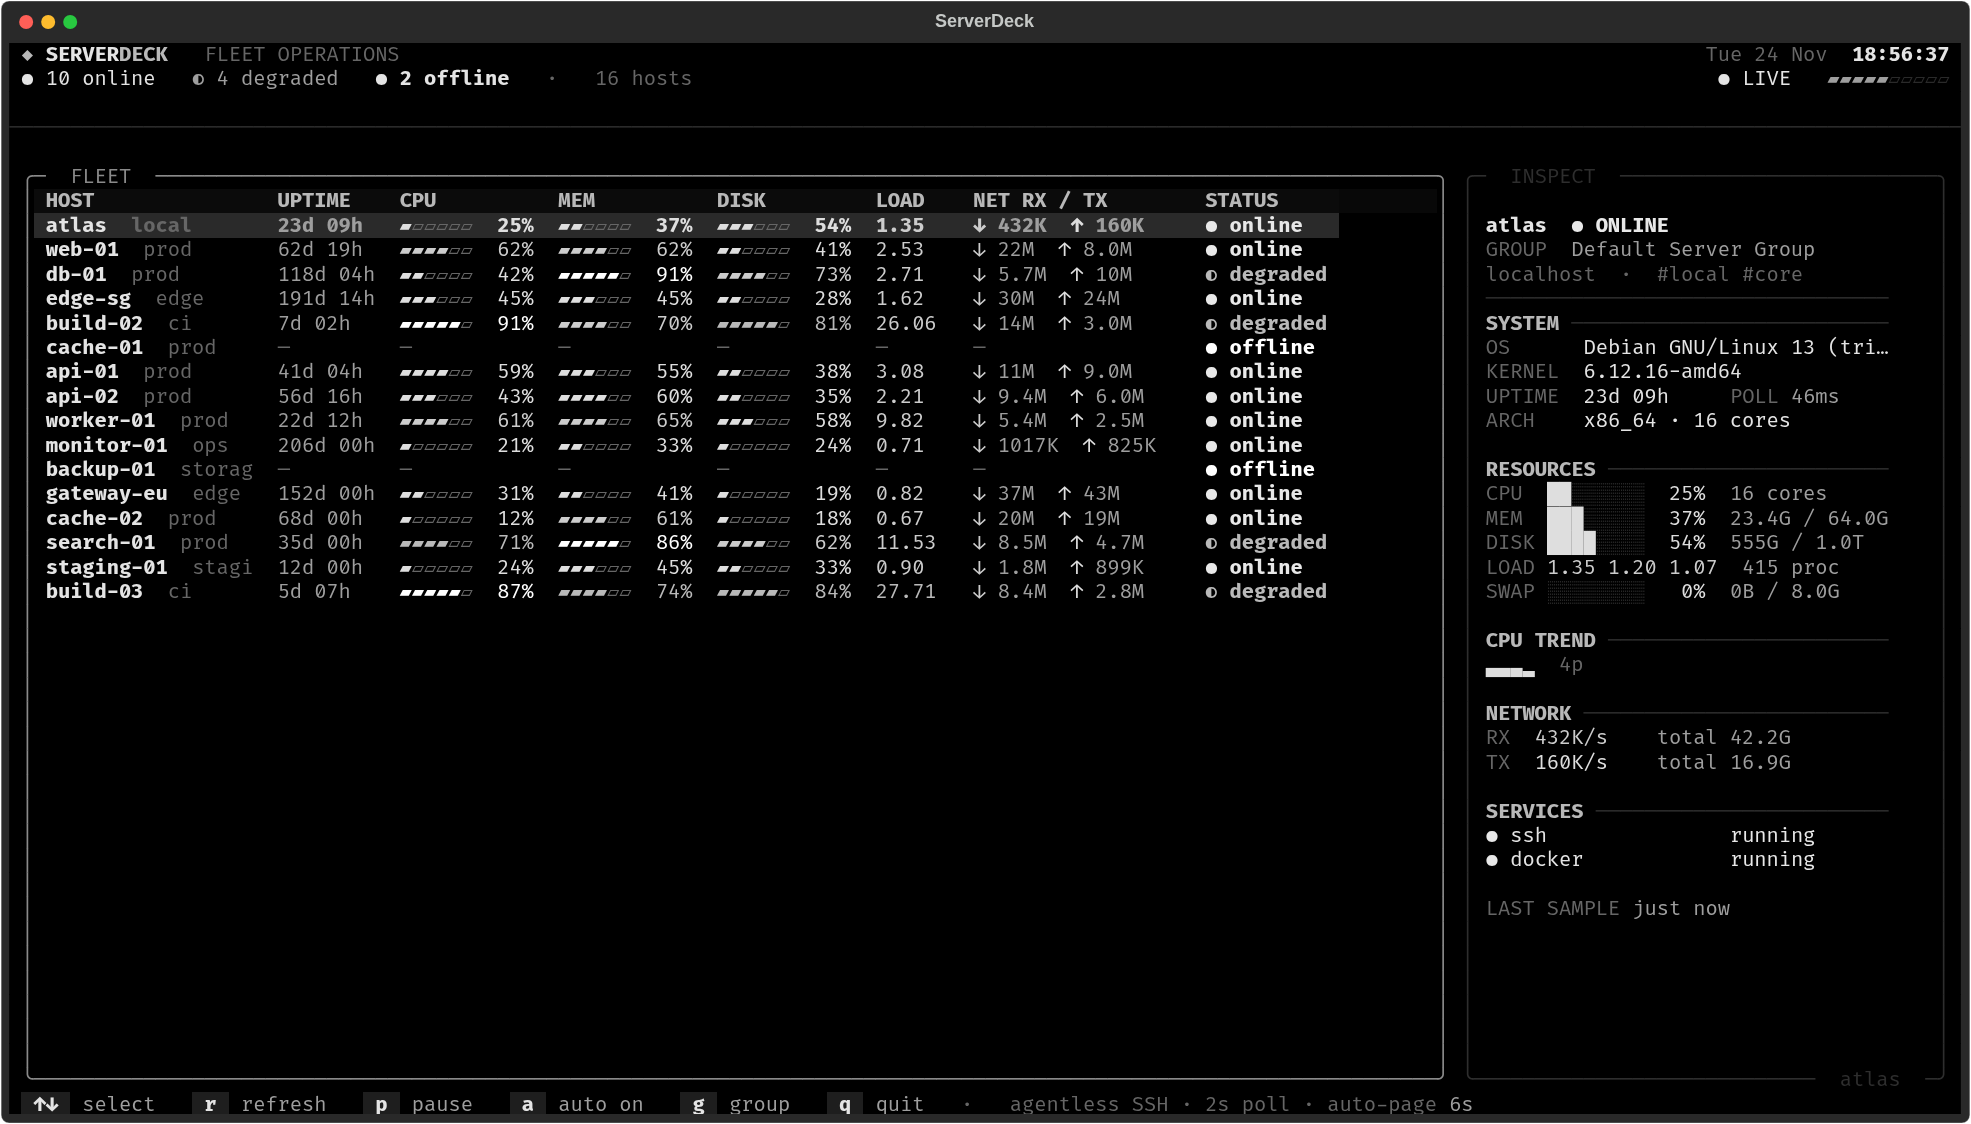 ServerDeck
◆ SERVERDECK FLEET OPERATIONS Tue 24 Nov 18:56:37
● 10 online ◐ 4 degraded ● 2 offline · 16 hosts ● LIVE
FLEET
HOST UPTIME CPU MEM DISK LOAD NET RX / TX STATUS
atlas local 23d 09h 25% 37% 54% 1.35 ↓ 432K ↑ 160K ● online
web-01 prod 62d 19h 62% 62% 41% 2.53 ↓ 22M ↑ 8.0M ● online
db-01 prod 118d 04h 42% 91% 73% 2.71 ↓ 5.7M ↑ 10M ◐ degraded
edge-sg edge 191d 14h 45% 45% 28% 1.62 ↓ 30M ↑ 24M ● online
build-02 ci 7d 02h 91% 70% 81% 26.06 ↓ 14M ↑ 3.0M ◐ degraded
cache-01 prod — — — — — — ● offline
api-01 prod 41d 04h 59% 55% 38% 3.08 ↓ 11M ↑ 9.0M ● online
api-02 prod 56d 16h 43% 60% 35% 2.21 ↓ 9.4M ↑ 6.0M ● online
worker-01 prod 22d 12h 61% 65% 58% 9.82 ↓ 5.4M ↑ 2.5M ● online
monitor-01 ops 206d 00h 21% 33% 24% 0.71 ↓ 1017K ↑ 825K ● online
backup-01 storag — — — — — — ● offline
gateway-eu edge 152d 00h 31% 41% 19% 0.82 ↓ 37M ↑ 43M ● online
cache-02 prod 68d 00h 12% 61% 18% 0.67 ↓ 20M ↑ 19M ● online
search-01 prod 35d 00h 71% 86% 62% 11.53 ↓ 8.5M ↑ 4.7M ◐ degraded
staging-01 stagi 12d 00h 24% 45% 33% 0.90 ↓ 1.8M ↑ 899K ● online
build-03 ci 5d 07h 87% 74% 84% 27.71 ↓ 8.4M ↑ 2.8M ◐ degraded
INSPECT
atlas ● ONLINE
GROUP Default Server Group
localhost · #local #core
SYSTEM
OS Debian GNU/Linux 13 (tri…
KERNEL 6.12.16-amd64
UPTIME 23d 09h POLL 46ms
ARCH x86_64 · 16 cores
RESOURCES
CPU 25% 16 cores
MEM 37% 23.4G / 64.0G
DISK 54% 555G / 1.0T
LOAD 1.35 1.20 1.07 415 proc
SWAP 0% 0B / 8.0G
CPU TREND
4p
NETWORK
RX 432K/s total 42.2G
TX 160K/s total 16.9G
SERVICES
● ssh running
● docker running
LAST SAMPLE just now
atlas
↑↓ select r refresh p pause a auto on g group q quit · agentless SSH · 2s poll · auto-page 6s